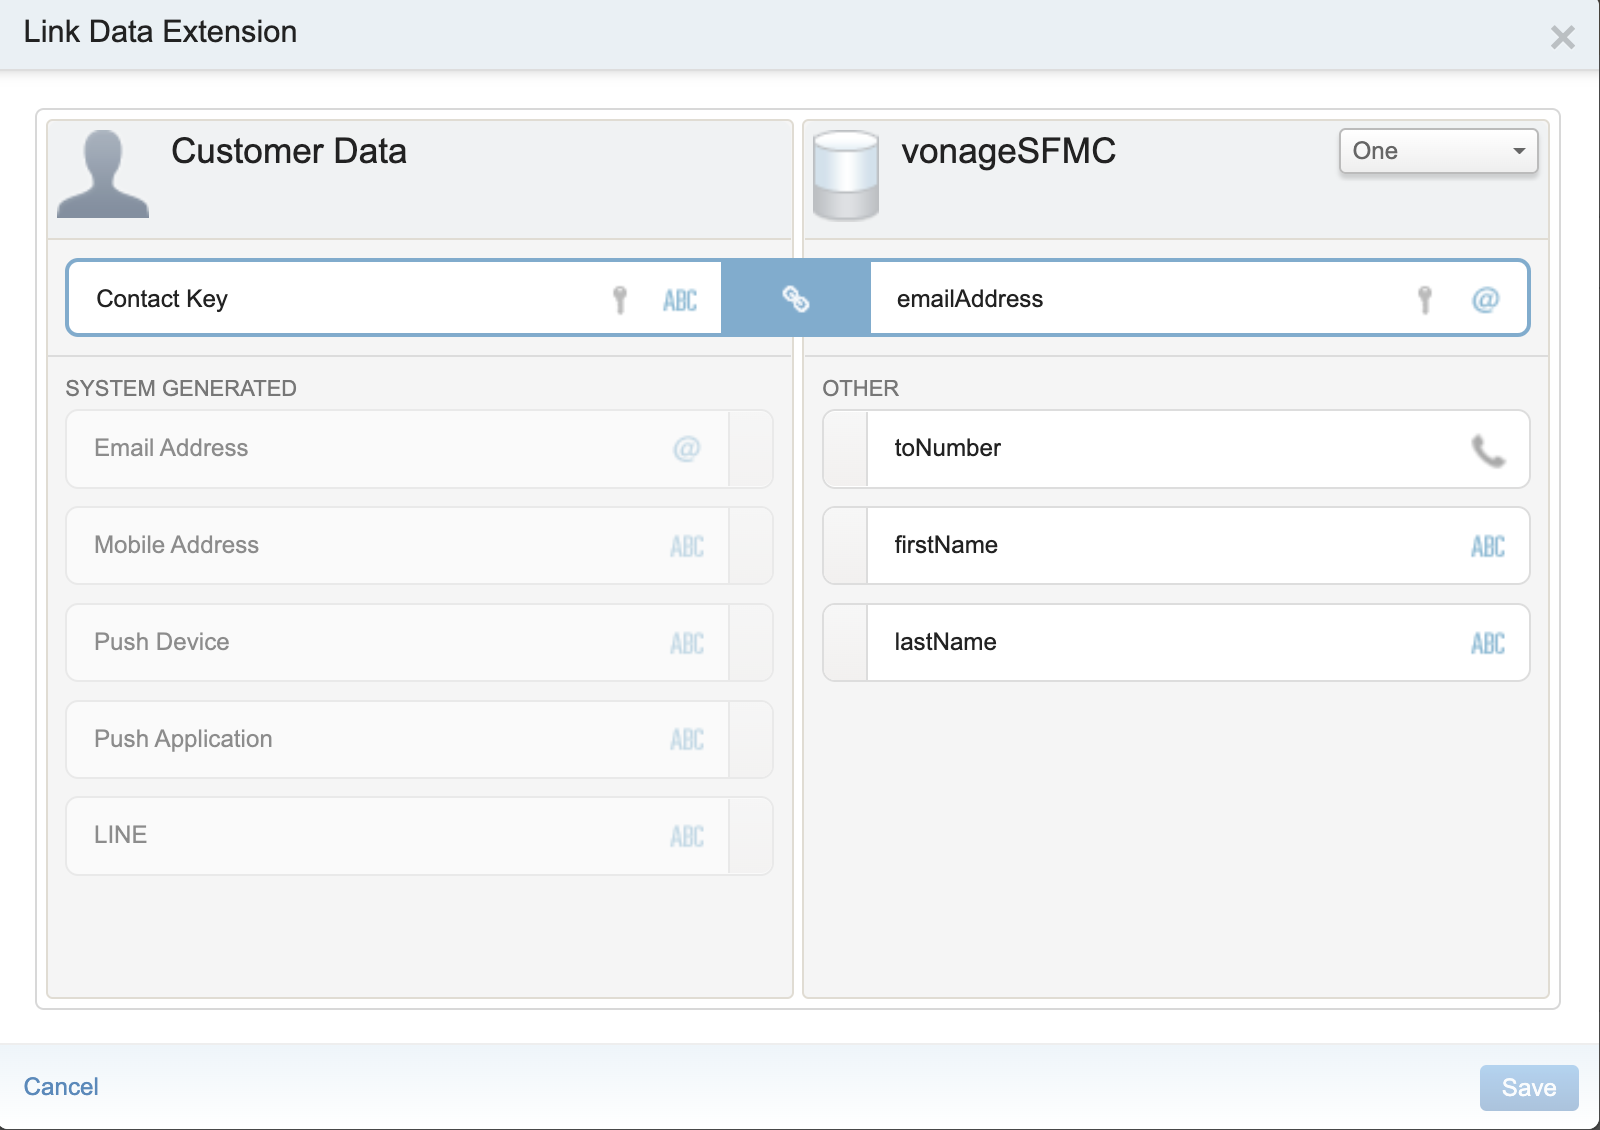 Link Data Extension
Customer Data
vonageSFMC
One
Contact Key
ABC
emailAddress
@
SYSTEM GENERATED
OTHER
Email Address
@
toNumber
Mobile Address
ABC
firstName
ABC
Push Device
ABC
lastName
ABC
Push Application
ABC
LINE
ABC
Cancel
Save